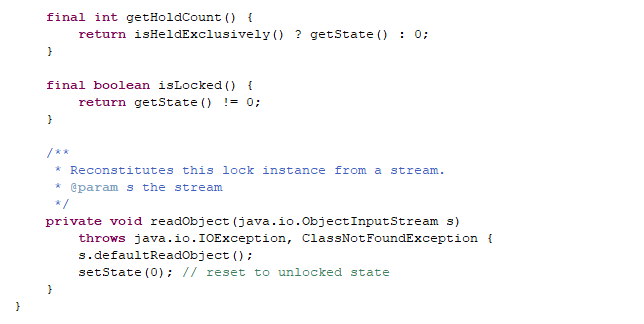 final int getHoldCount() {
return isHeldExclusively() ? getState() : 0;
}
final boolean isLocked() {
return getState() != 0;
}
/**
* Reconstitutes this lock instance from a stream.
* @param s the stream
*/
private void readObject(java.io.ObjectInputStream s)
throws java.io.IOException, ClassNotFoundException {
s.defaultReadObject();
setState(0); // reset to unlocked state
}
}